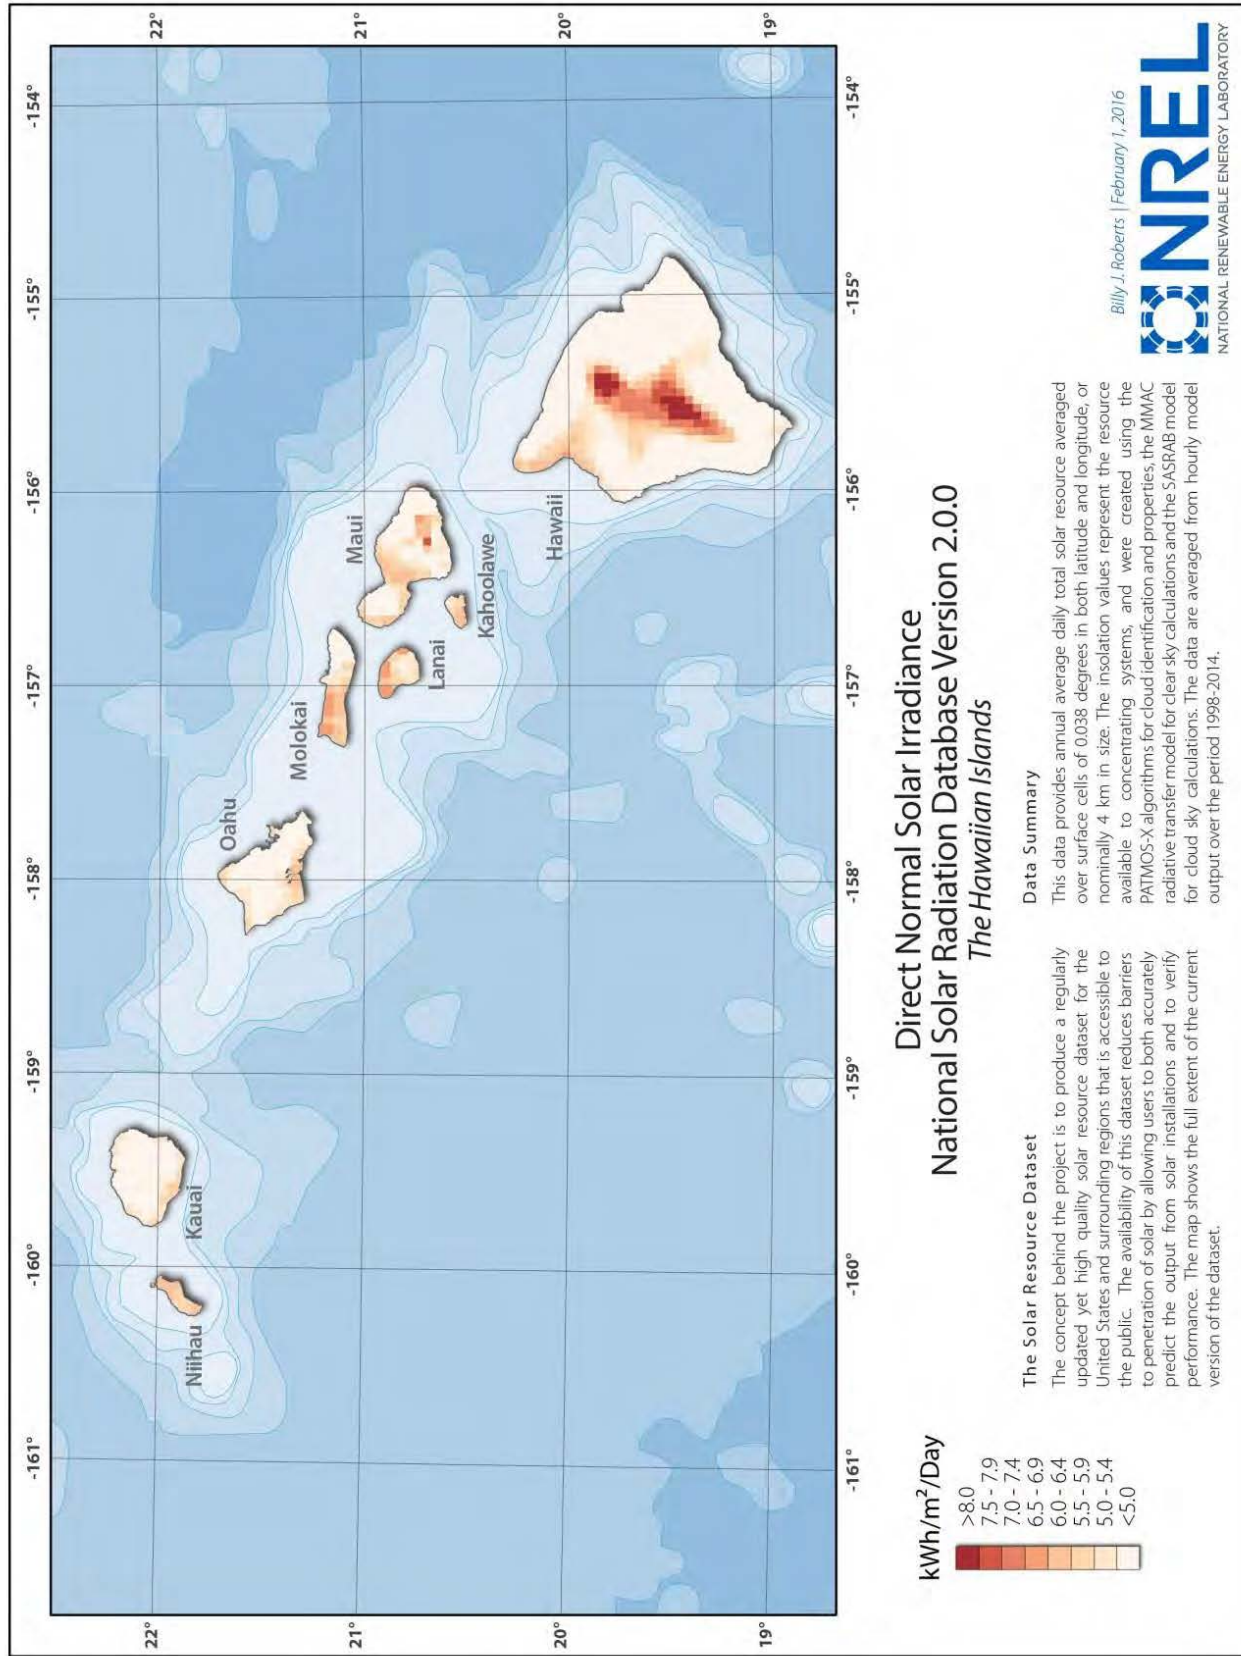 -161°
-160°
-159°
-158°
-157°
-156°
-155°
-154°
22°
22°
21°
21°
20°
20°
19°
19°
Niihau
Kauai
Oahu
Molokai
Lanai
Maui
Kahoolawe
Hawaii
-161°
-160°
-159°
-158°
-157°
-156°
-155°
-154°
Direct Normal Solar Irradiance
National Solar Radiation Database Version 2.0.0
The Hawaiian Islands
kWh/m²/Day
>8.0
7.5 - 7.9
7.0 - 7.4
6.5 - 6.9
6.0 - 6.4
5.5 - 5.9
5.0 - 5.4
<5.0
The Solar Resource Dataset
The concept behind the project is to produce a regularly
updated yet high quality solar resource dataset for the
United States and surrounding regions that is accessible to
the public. The availability of this dataset reduces barriers
to penetration of solar by allowing users to both accurately
predict the output from solar installations and to verify
performance. The map shows the full extent of the current
version of the dataset.
Data Summary
This data provides annual average daily total solar resource averaged
over surface cells of 0.038 degrees in both latitude and longitude, or
nominally 4 km in size. The insolation values represent the resource
available to concentrating systems, and were created using the
PATMOS-X algorithms for cloud identification and properties, the MMAC
radiative transfer model for clear sky calculations and the SASRAB model
for cloud sky calculations. The data are averaged from hourly model
output over the period 1998-2014.
Billy J. Roberts | February 1, 2016
NREL
NATIONAL RENEWABLE ENERGY LABORATORY